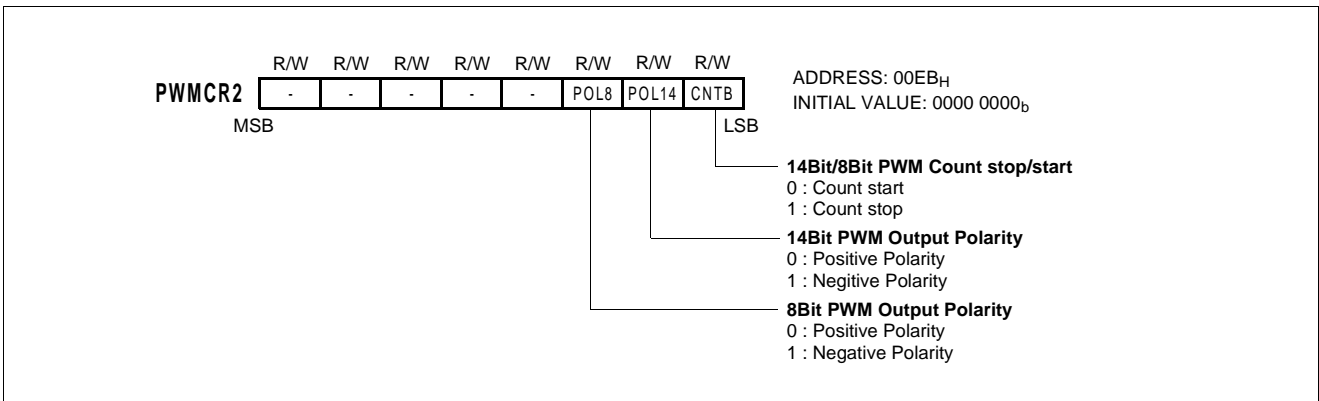 R/W R/W R/W R/W R/W R/W R/W R/W
PWMCR2 - - - - - POL8 POL14 CNTB
MSB LSB
ADDRESS: 00EBH
INITIAL VALUE: 0000 0000b
14Bit/8Bit PWM Count stop/start
0 : Count start
1 : Count stop
14Bit PWM Output Polarity
0 : Positive Polarity
1 : Negitive Polarity
8Bit PWM Output Polarity
0 : Positive Polarity
1 : Negative Polarity